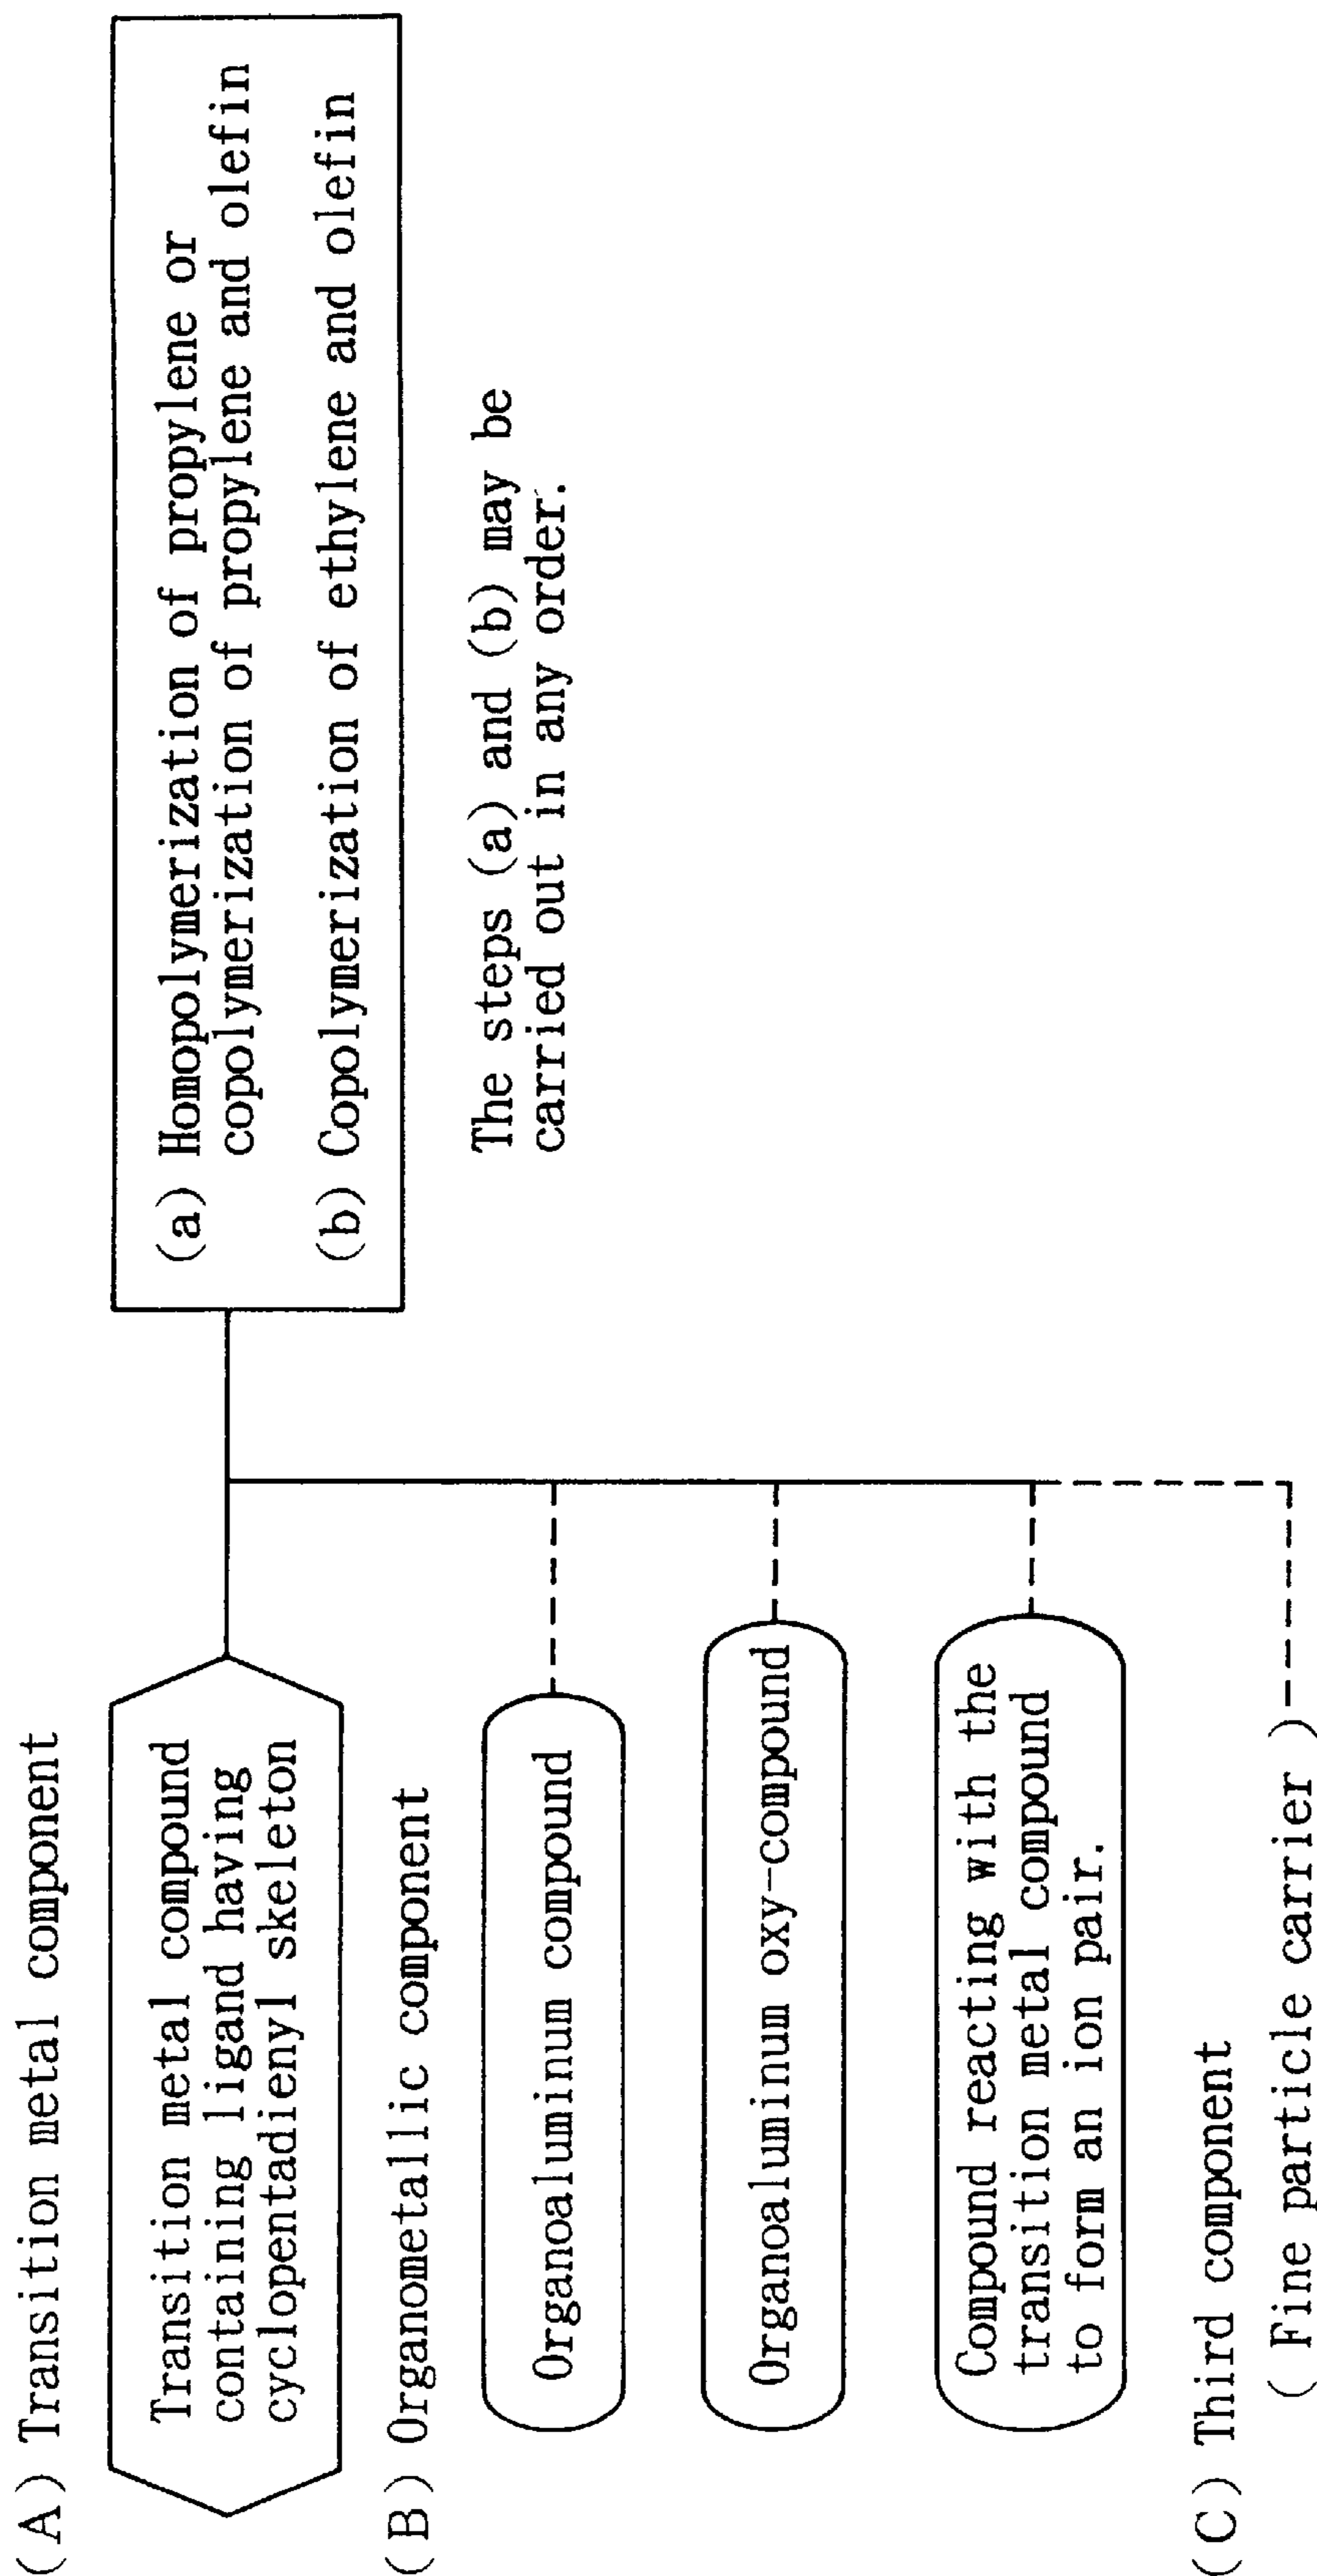 (A) Transition metal component
Transition metal compound
containing ligand having
cyclopentadienyl skeleton
(B) Organometallic component
Organoaluminum compound
Organoaluminum oxy-compound
Compound reacting with the
transition metal compound
to form an ion pair.
(C) Third component
( Fine particle carrier )
(a) Homopolymerization of propylene or
copolymerization of propylene and olefin
(b) Copolymerization of ethylene and olefin
The steps (a) and (b) may be
carried out in any order.